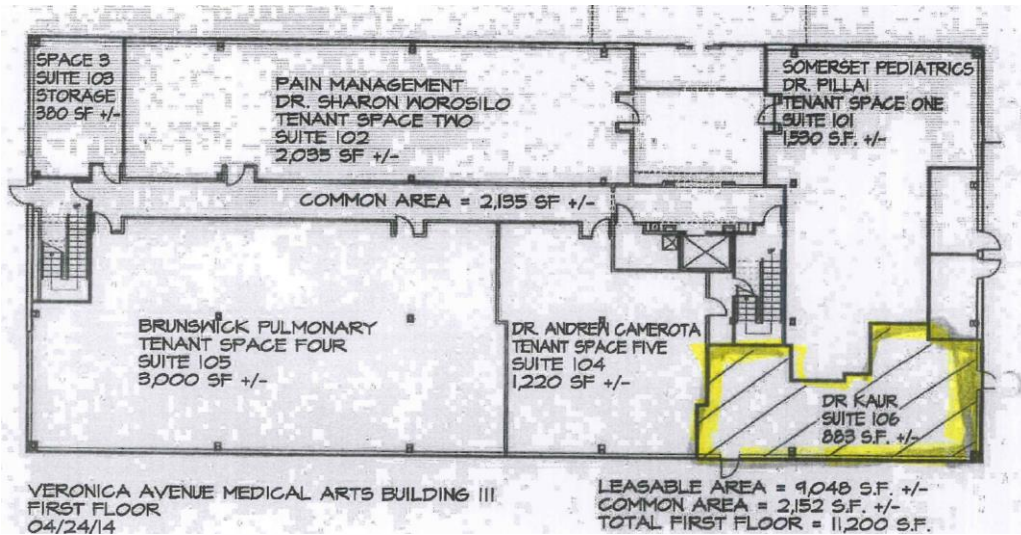 SPACE 3
SUITE 103
STORAGE
380 SF +/-
PAIN MANAGEMENT
DR. SHARON WOROSILO
TENANT SPACE TWO
SUITE 102
2,035 SF +/-
SOMERSET PEDIATRICS
DR. PILLAI
TENANT SPACE ONE
SUITE 101
1,530 S.F. +/-
COMMON AREA = 2,135 SF +/-
BRUNSWICK PULMONARY
TENANT SPACE FOUR
SUITE 105
3,000 SF +/-
DR. ANDREW CAMEROTA
TENANT SPACE FIVE
SUITE 104
1,220 SF +/-
DR KAUR
SUITE 106
883 S.F. +/-
VERONICA AVENUE MEDICAL ARTS BUILDING III
FIRST FLOOR
04/24/14
LEASABLE AREA = 9,048 S.F. +/-
COMMON AREA = 2,152 S.F. +/-
TOTAL FIRST FLOOR = 11,200 S.F.